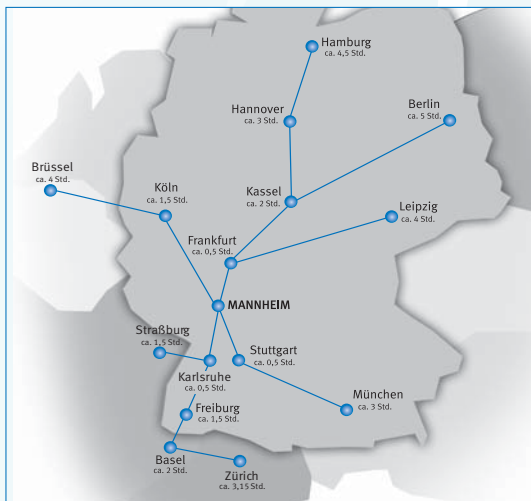 Hamburg
ca. 4,5 Std.
Hannover
ca. 3 Std.
Berlin
ca. 5 Std.
Brüssel
ca. 4 Std.
Köln
ca. 1,5 Std.
Kassel
ca. 2 Std.
Leipzig
ca. 4 Std.
Frankfurt
ca. 0,5 Std.
MANNHEIM
Straßburg
ca. 1,5 Std.
Stuttgart
ca. 0,5 Std.
Karlsruhe
ca. 0,5 Std.
München
ca. 3 Std.
Freiburg
ca. 1,5 Std.
Basel
ca. 2 Std.
Zürich
ca. 3,15 Std.